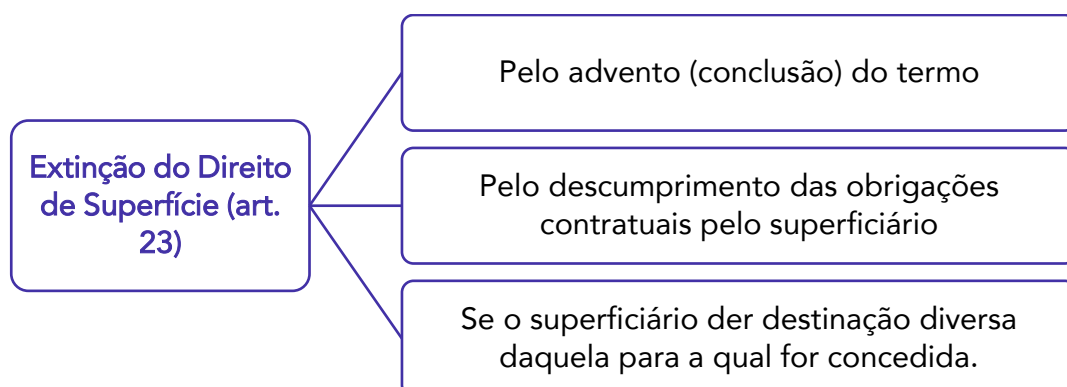 Extinção do Direito
de Superfície (art.
23)
Pelo advento (conclusão) do termo
Pelo descumprimento das obrigações
contratuais pelo superficiário
Se o superficiário der destinação diversa
daquela para a qual for concedida.